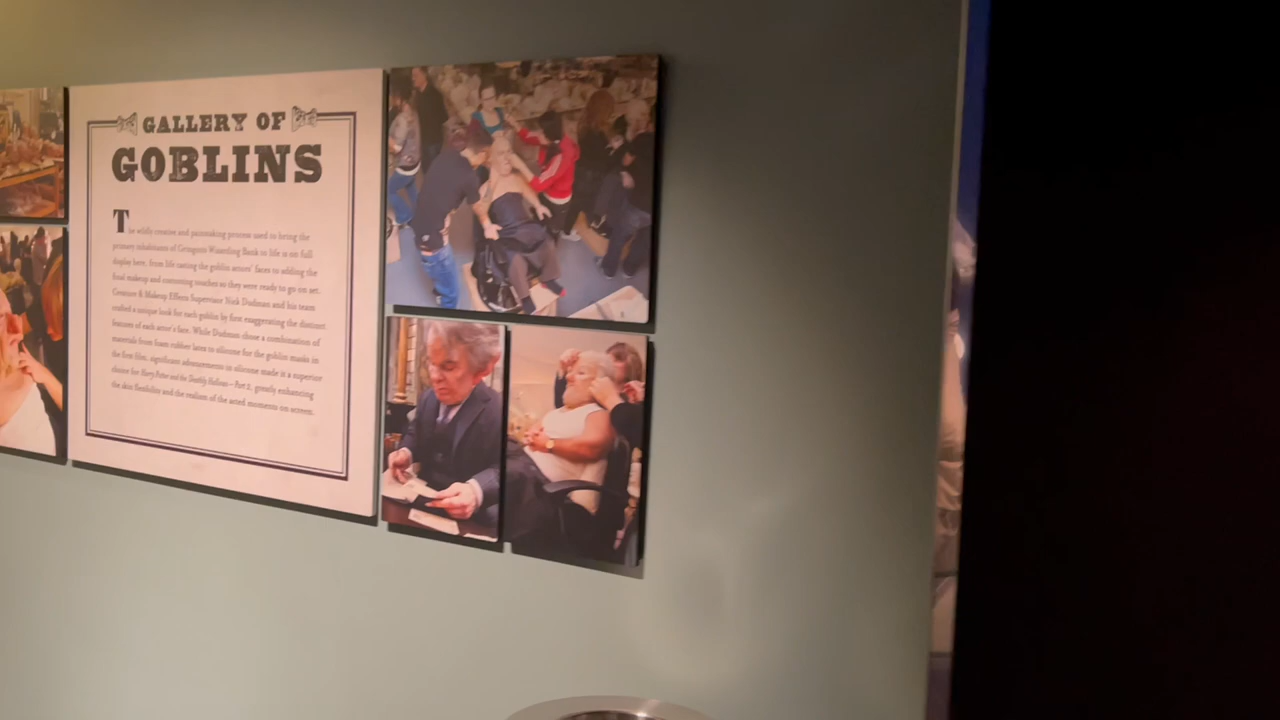 GALLERY OF
GOBLINS
The wildly creative and painstaking process used to bring the
primary inhabitants of Gringotts Wizarding Bank to life is on full
display here, from life casting the goblin actors' faces to adding the
final makeup and costuming touches so they were ready to go on set.
Creature & Makeup Effects Supervisor Nick Dudman and his team
crafted a unique look for each goblin by first exaggerating the distinct
features of each actor's face. While Dudman chose a combination of
materials from foam rubber latex to silicone for the goblin masks in
the first film, significant advancements in silicone made it a superior
choice for Harry Potter and the Deathly Hallows—Part 2, greatly enhancing
the skin flexibility and the realism of the acted moments on screen.